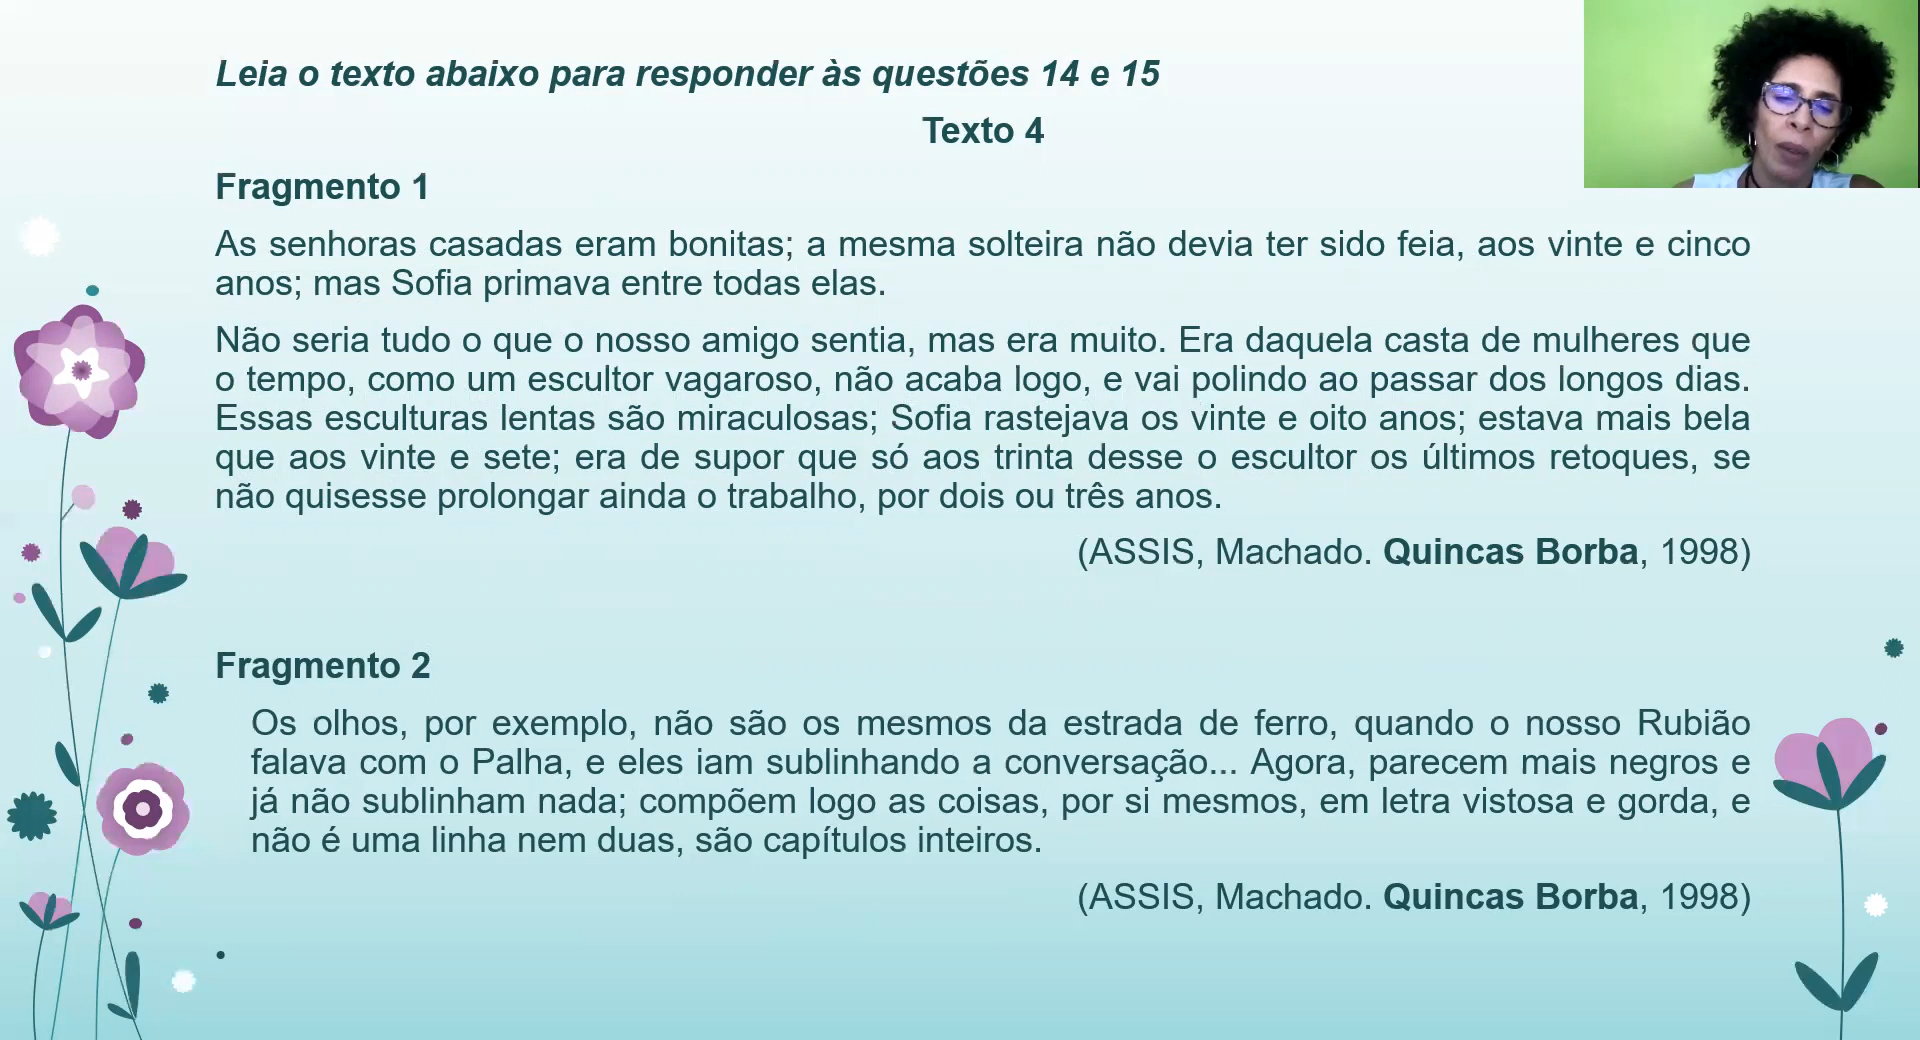 Leia o texto abaixo para responder às questões 14 e 15
Texto 4
Fragmento 1
As senhoras casadas eram bonitas; a mesma solteira não devia ter sido feia, aos vinte e cinco
anos; mas Sofia primava entre todas elas.
Não seria tudo o que o nosso amigo sentia, mas era muito. Era daquela casta de mulheres que
o tempo, como um escultor vagaroso, não acaba logo, e vai polindo ao passar dos longos dias.
Essas esculturas lentas são miraculosas; Sofia rastejava os vinte e oito anos; estava mais bela
que aos vinte e sete; era de supor que só aos trinta desse o escultor os últimos retoques, se
não quisesse prolongar ainda o trabalho, por dois ou três anos.
(ASSIS, Machado. Quincas Borba, 1998)
Fragmento 2
Os olhos, por exemplo, não são os mesmos da estrada de ferro, quando o nosso Rubião
falava com o Palha, e eles iam sublinhando a conversação... Agora, parecem mais negros e
já não sublinham nada; compõem logo as coisas, por si mesmos, em letra vistosa e gorda, e
não é uma linha nem duas, são capítulos inteiros.
(ASSIS, Machado. Quincas Borba, 1998)